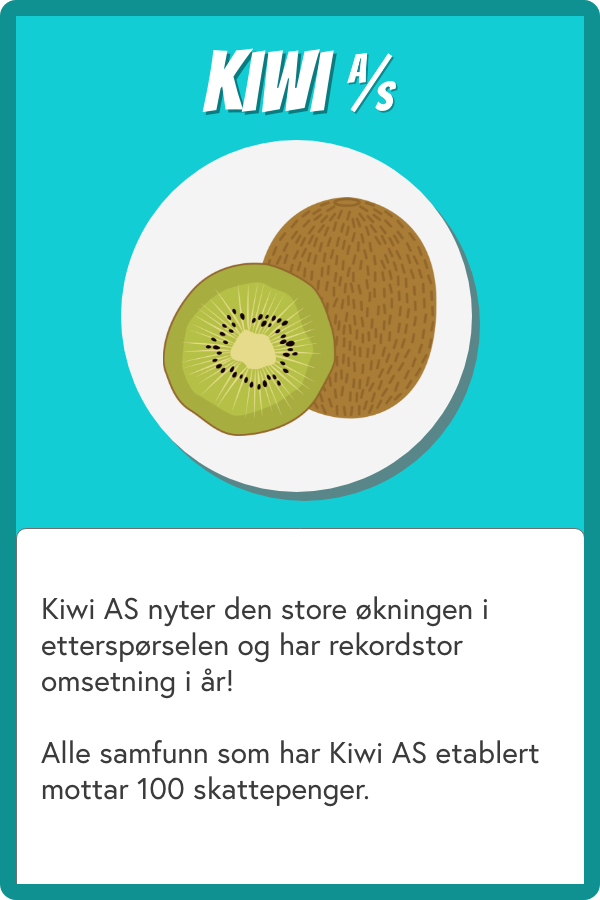 KIWI A/S
Kiwi AS nyter den store økningen i
etterspørselen og har rekordstor
omsetning i år!
Alle samfunn som har Kiwi AS etablert
mottar 100 skattepenger.